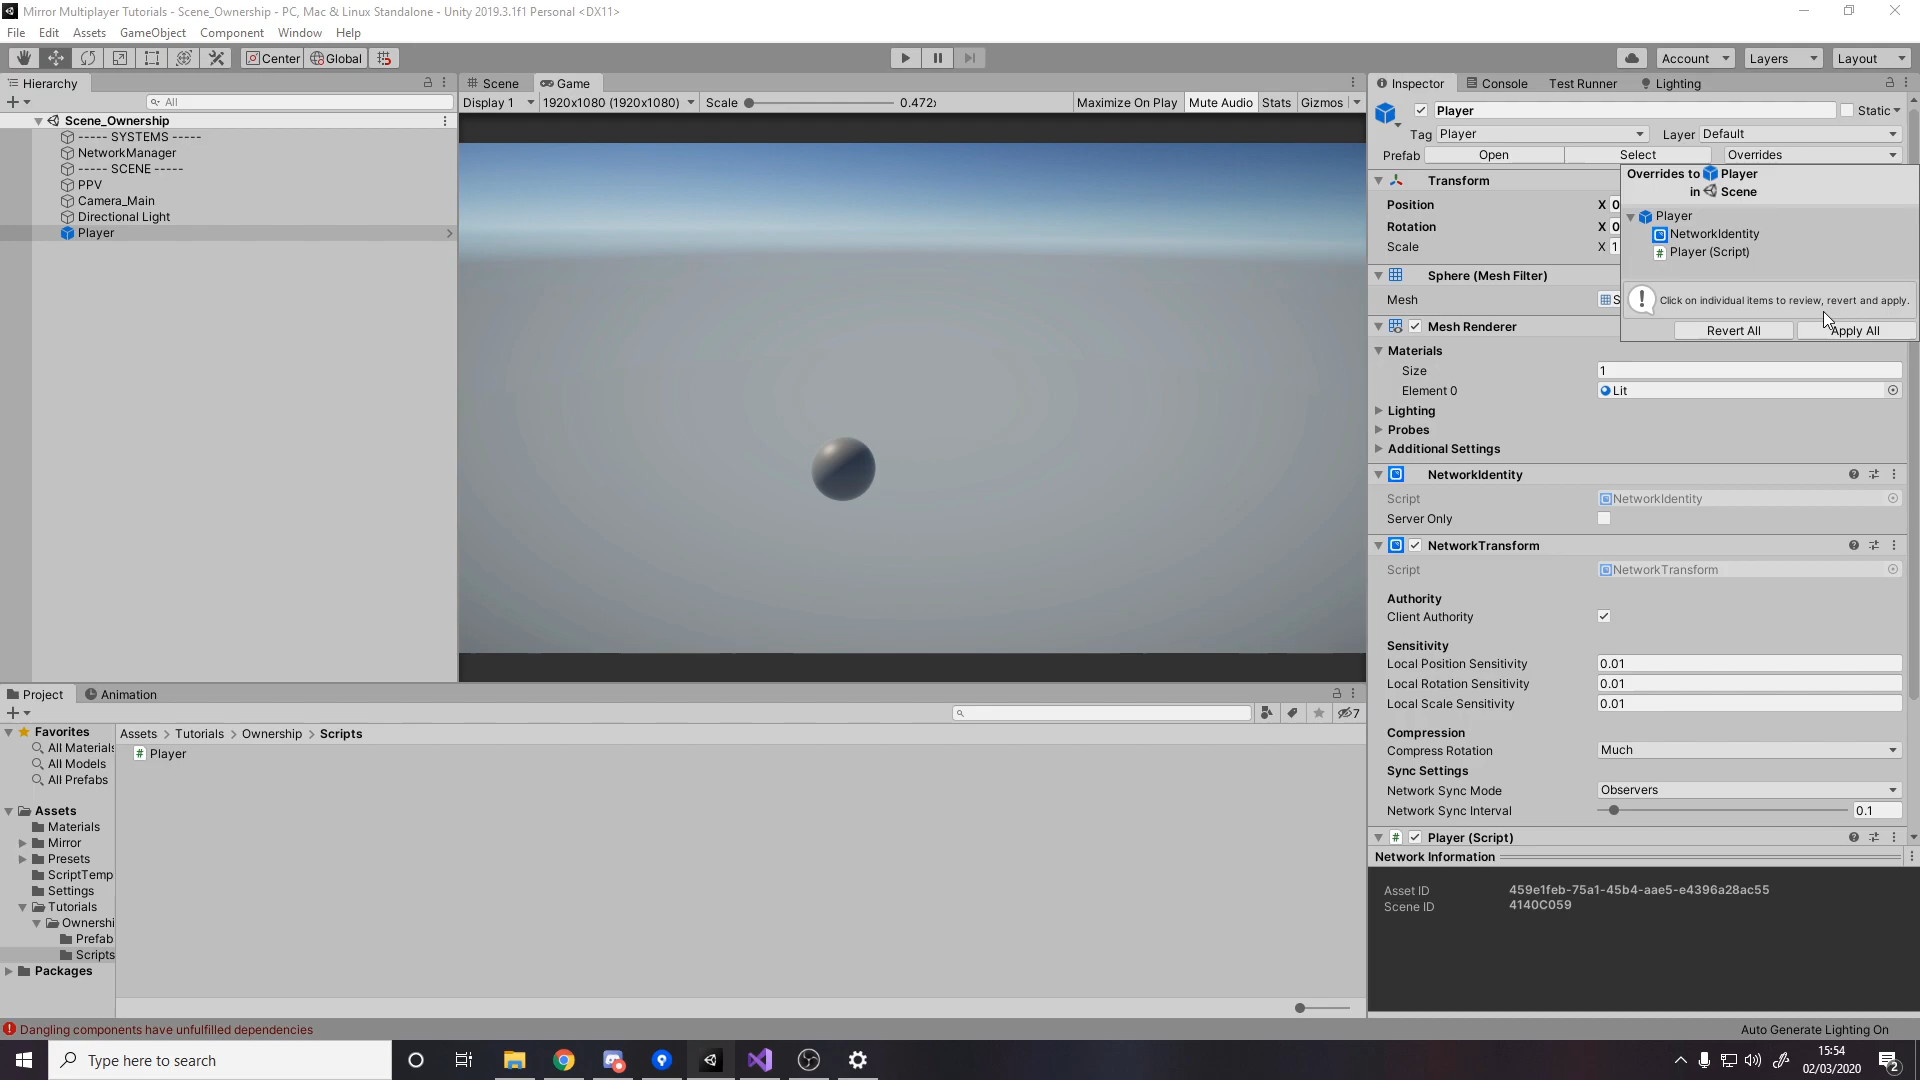 Mirror Multiplayer Tutorials - Scene_Ownership - PC, Mac & Linux Standalone - Unity 2019.3.1f1 Personal <DX11>
File Edit Assets GameObject Component Window Help
Center Global Account Layers Layout
Hierarchy
All
Scene_Ownership
----- SYSTEMS -----
NetworkManager
----- SCENE -----
PPV
Camera_Main
Directional Light
Player
Scene Game
Display 1 1920x1080 (1920x1080) Scale 0.472x Maximize On Play Mute Audio Stats Gizmos
Inspector Console Test Runner Lighting
Player Static
Tag Player Layer Default
Prefab Open Select Overrides
Overrides to Player
in Scene
Player
NetworkIdentity
Player (Script)
Click on individual items to review, revert and apply.
Revert All Apply All
Transform
Position X 0
Rotation X 0
Scale X 1
Sphere (Mesh Filter)
Mesh S
Mesh Renderer
Materials
Size 1
Element 0 Lit
Lighting
Probes
Additional Settings
NetworkIdentity
Script NetworkIdentity
Server Only
NetworkTransform
Script NetworkTransform
Authority
Client Authority
Sensitivity
Local Position Sensitivity 0.01
Local Rotation Sensitivity 0.01
Local Scale Sensitivity 0.01
Compression
Compress Rotation Much
Sync Settings
Network Sync Mode Observers
Network Sync Interval 0.1
Player (Script)
Network Information
Asset ID 459e1feb-75a1-45b4-aae5-e4396a28ac55
Scene ID 4140C059
Project Animation
7
Favorites
All Materials
All Models
All Prefabs
Assets
Materials
Mirror
Presets
ScriptTemp
Settings
Tutorials
Ownershi
Prefab
Scripts
Packages
Assets > Tutorials > Ownership > Scripts
Player
Dangling components have unfulfilled dependencies
Auto Generate Lighting On
Type here to search
15:54
02/03/2020
2